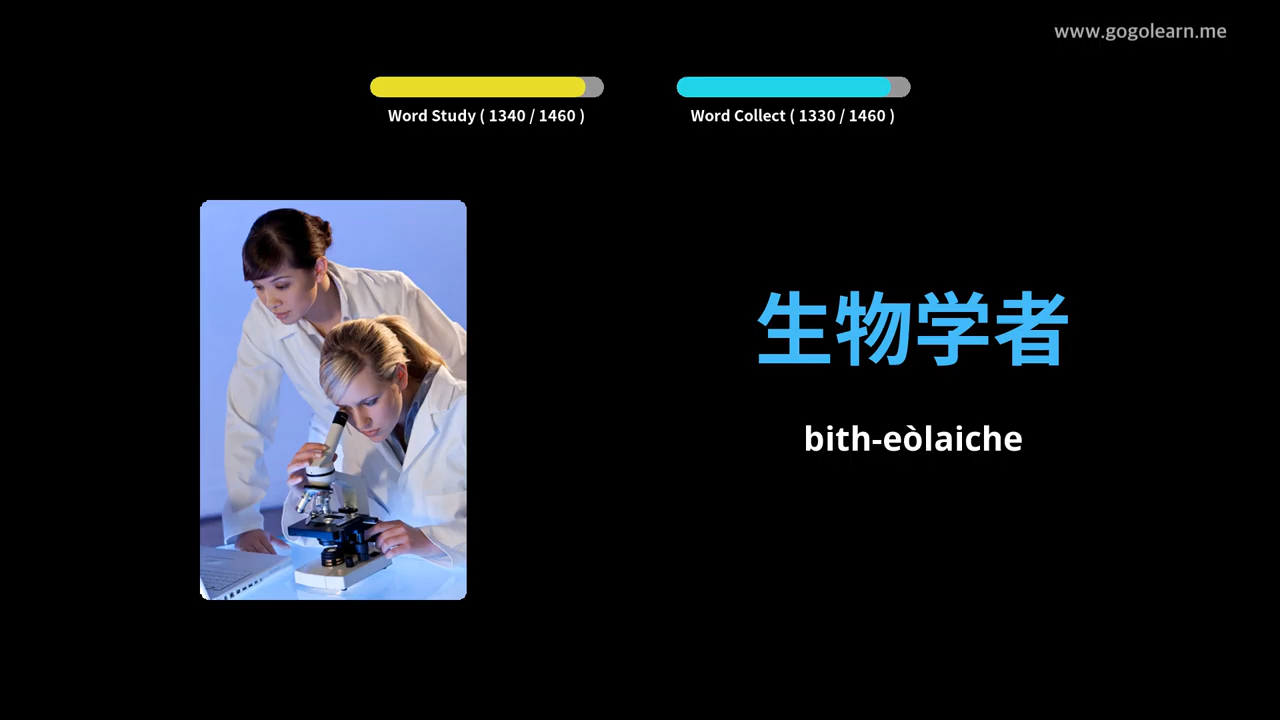 www.gogolearn.me
Word Study ( 1340 / 1460 )
Word Collect ( 1330 / 1460 )
生物学者
bith-eòlaiche